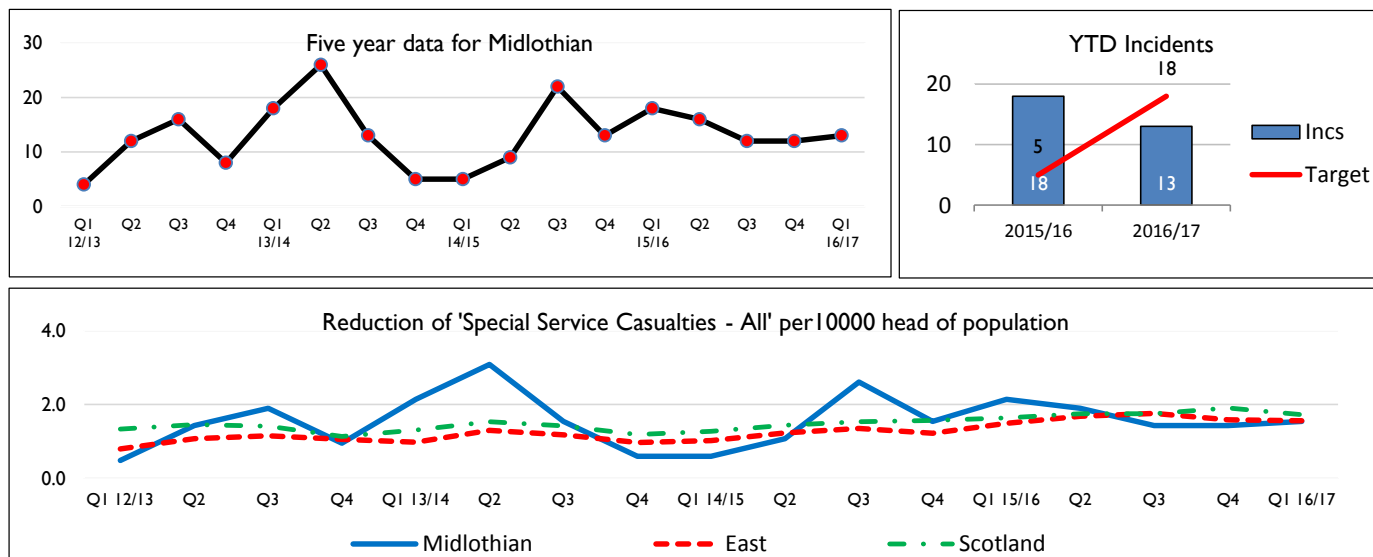 Five year data for Midlothian
30
20
10
0
Q1 Q2 Q3 Q4 Q1 Q2 Q3 Q4 Q1 Q2 Q3 Q4 Q1 Q2 Q3 Q4 Q1
12/13 13/14 14/15 15/16 16/17
YTD Incidents
18
20
10
0
5
18
13
2015/16 2016/17
Incs
Target
Reduction of 'Special Service Casualties - All' per10000 head of population
4.0
2.0
0.0
Q1 12/13 Q2 Q3 Q4 Q1 13/14 Q2 Q3 Q4 Q1 14/15 Q2 Q3 Q4 Q1 15/16 Q2 Q3 Q4 Q1 16/17
Midlothian East Scotland